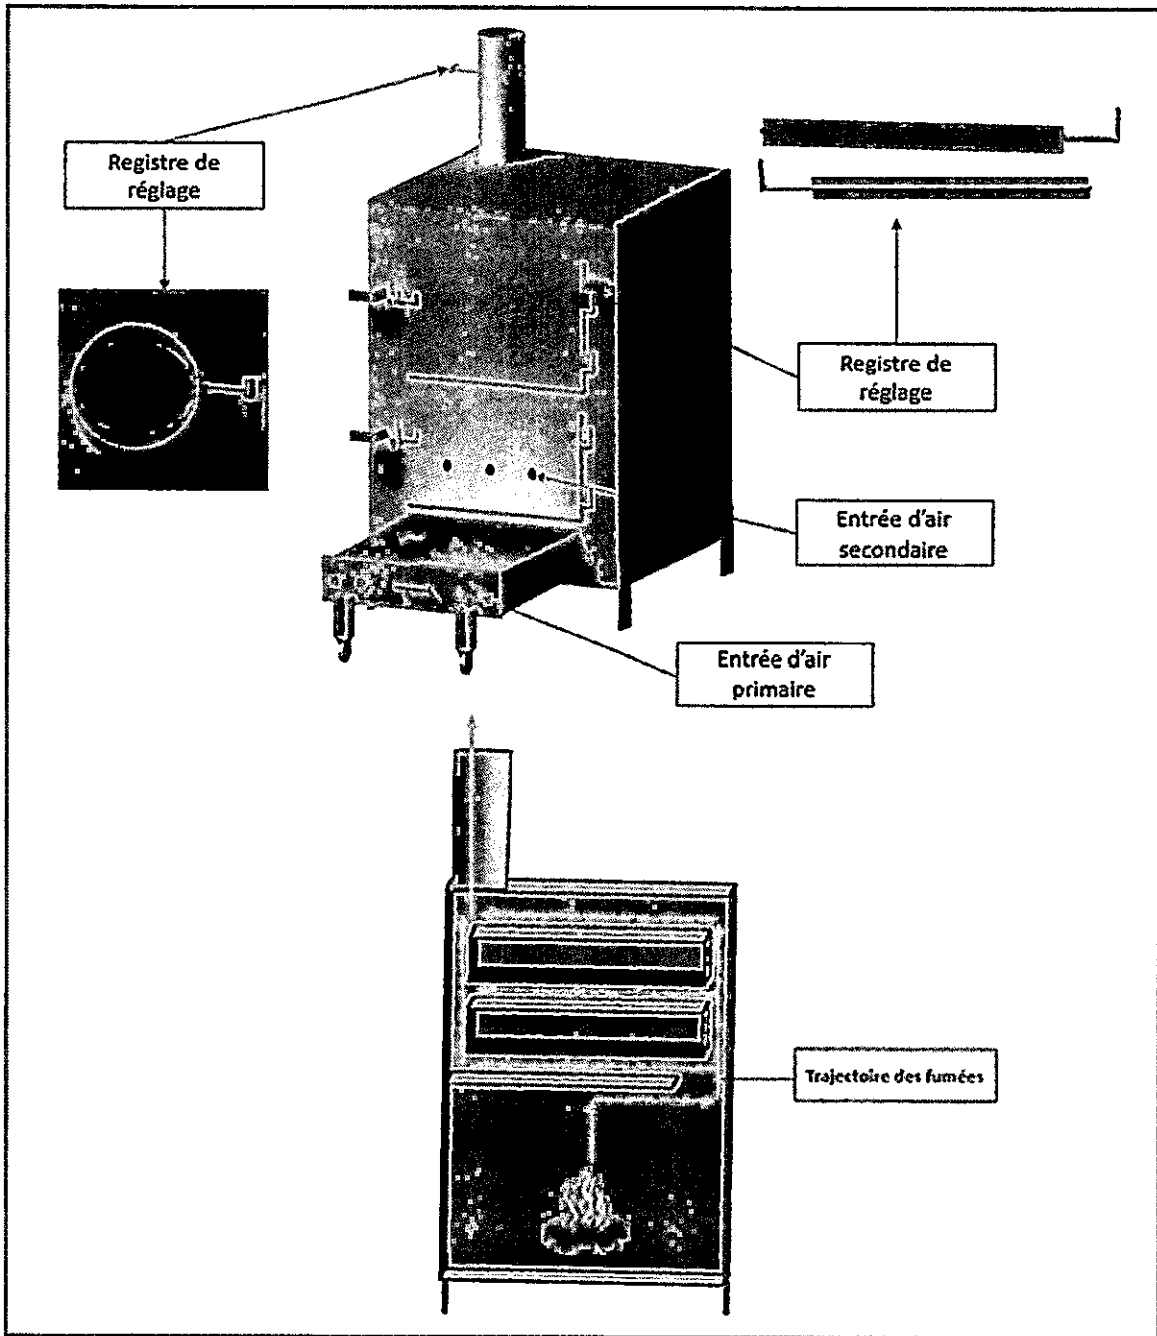 Registre de
réglage
Registre de
réglage
Entrée d'air
secondaire
Entrée d'air
primaire
Trajectoire des fumées